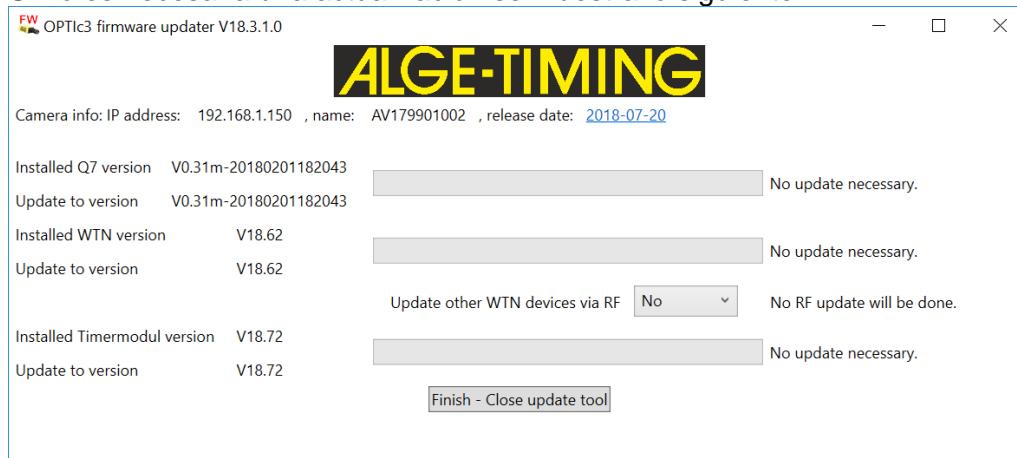 FW OPTIc3 firmware updater V18.3.1.0
ALGE-TIMING
Camera info: IP address: 192.168.1.150 , name: AV179901002 , release date: 2018-07-20
Installed Q7 version V0.31m-20180201182043
No update necessary.
Update to version V0.31m-20180201182043
Installed WTN version V18.62
No update necessary.
Update to version V18.62
Update other WTN devices via RF No No RF update will be done.
Installed Timermodul version V18.72
No update necessary.
Update to version V18.72
Finish - Close update tool